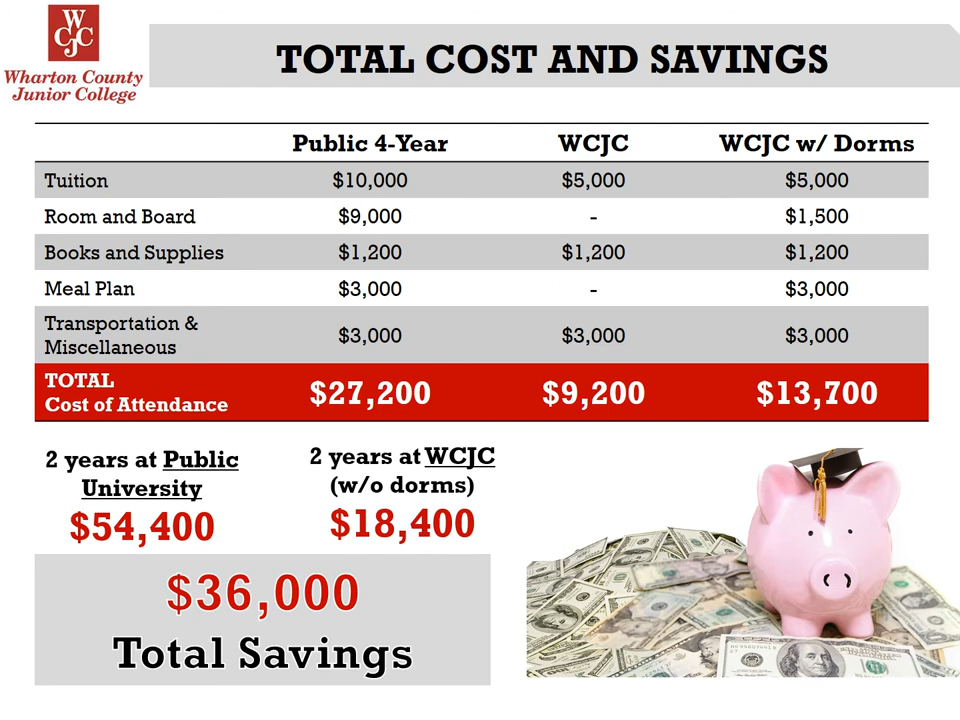 WCJC
Wharton County
Junior College
TOTAL COST AND SAVINGS
Public 4-Year WCJC WCJC w/ Dorms
Tuition $10,000 $5,000 $5,000
Room and Board $9,000 - $1,500
Books and Supplies $1,200 $1,200 $1,200
Meal Plan $3,000 - $3,000
Transportation &
Miscellaneous $3,000 $3,000 $3,000
TOTAL
Cost of Attendance $27,200 $9,200 $13,700
2 years at Public
University
$54,400
2 years at WCJC
(w/o dorms)
$18,400
$36,000
Total Savings